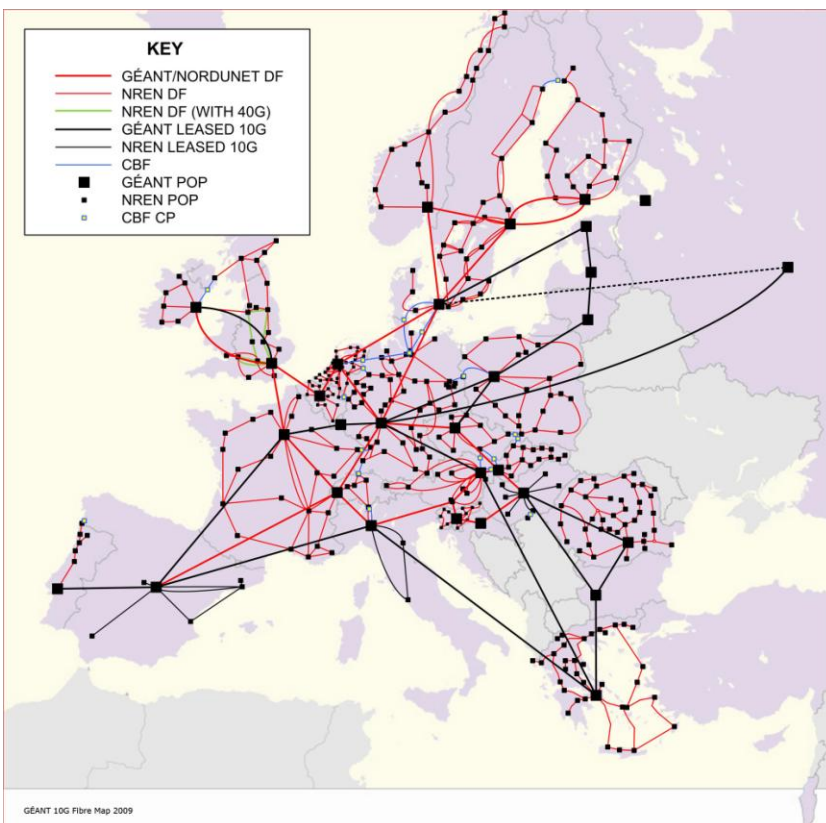 KEY
GÉANT/NORDUNET DF
NREN DF
NREN DF (WITH 40G)
GÉANT LEASED 10G
NREN LEASED 10G
CBF
GÉANT POP
NREN POP
CBF CP
GÉANT 10G Fibre Map 2009